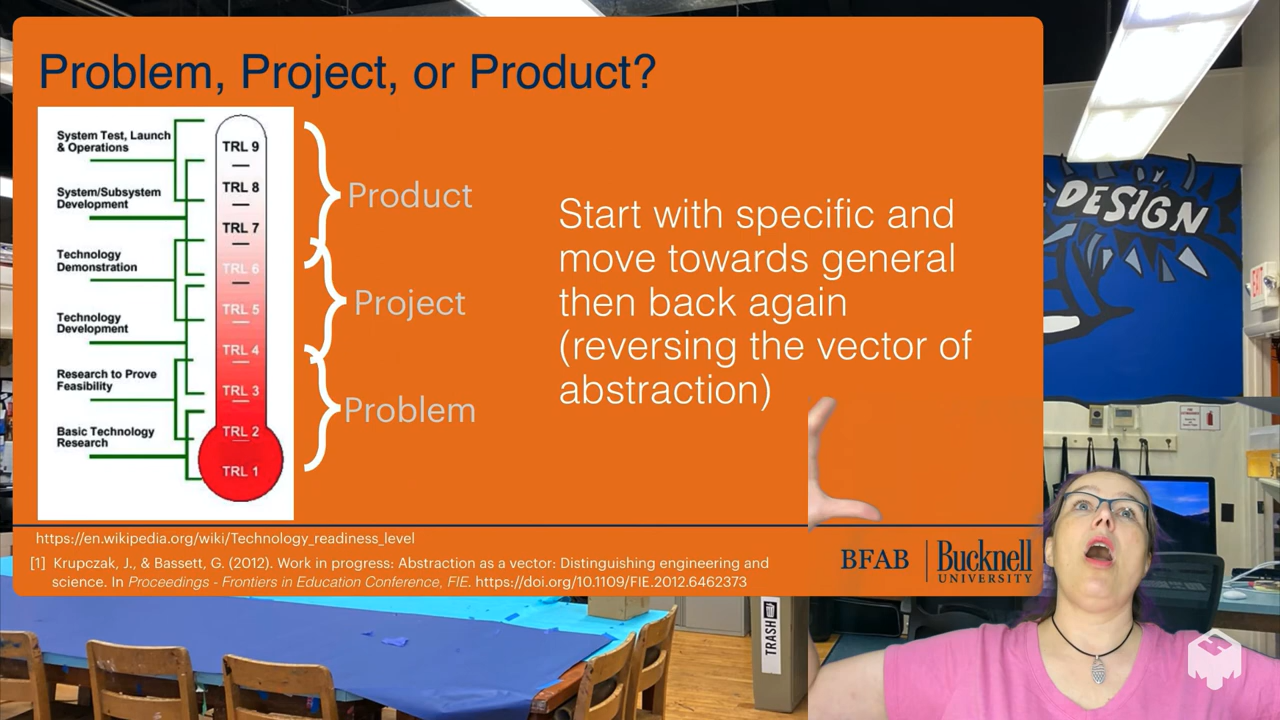 Problem, Project, or Product?
System Test, Launch
& Operations
System/Subsystem
Development
Technology
Demonstration
Technology
Development
Research to Prove
Feasibility
Basic Technology
Research
TRL 9
TRL 8
TRL 7
TRL 6
TRL 5
TRL 4
TRL 3
TRL 2
TRL 1
Product
Project
Problem
Start with specific and
move towards general
then back again
(reversing the vector of
abstraction)
https://en.wikipedia.org/wiki/Technology_readiness_level
[1] Krupczak, J., & Bassett, G. (2012). Work in progress: Abstraction as a vector: Distinguishing engineering and
science. In Proceedings - Frontiers in Education Conference, FIE. https://doi.org/10.1109/FIE.2012.6462373
BFAB
Bucknell
UNIVERSITY
DESIGN
EXIT
TRASH